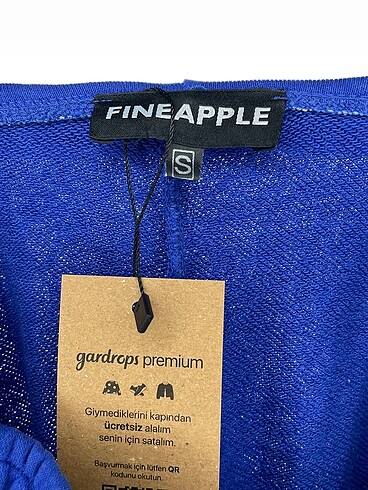 FINEAPPLE
S
gardrops premium
Giymediklerini kapından
ücretsiz alalım
senin için satalım.
Başvurmak için lütfen QR
kodunu okutun.